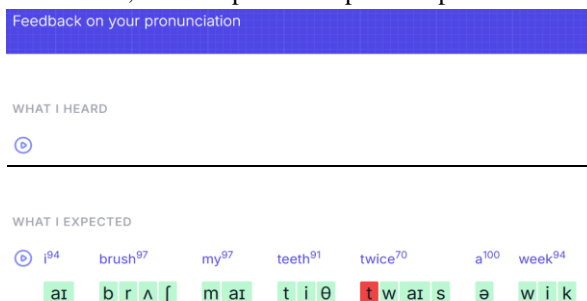 Feedback on your pronunciation
WHAT I HEARD
WHAT I EXPECTED
i94 brush97 my97 teeth91 twice70 a100 week94
aɪ b r ʌ ʃ m aɪ t i θ t w aɪ s ə w i k